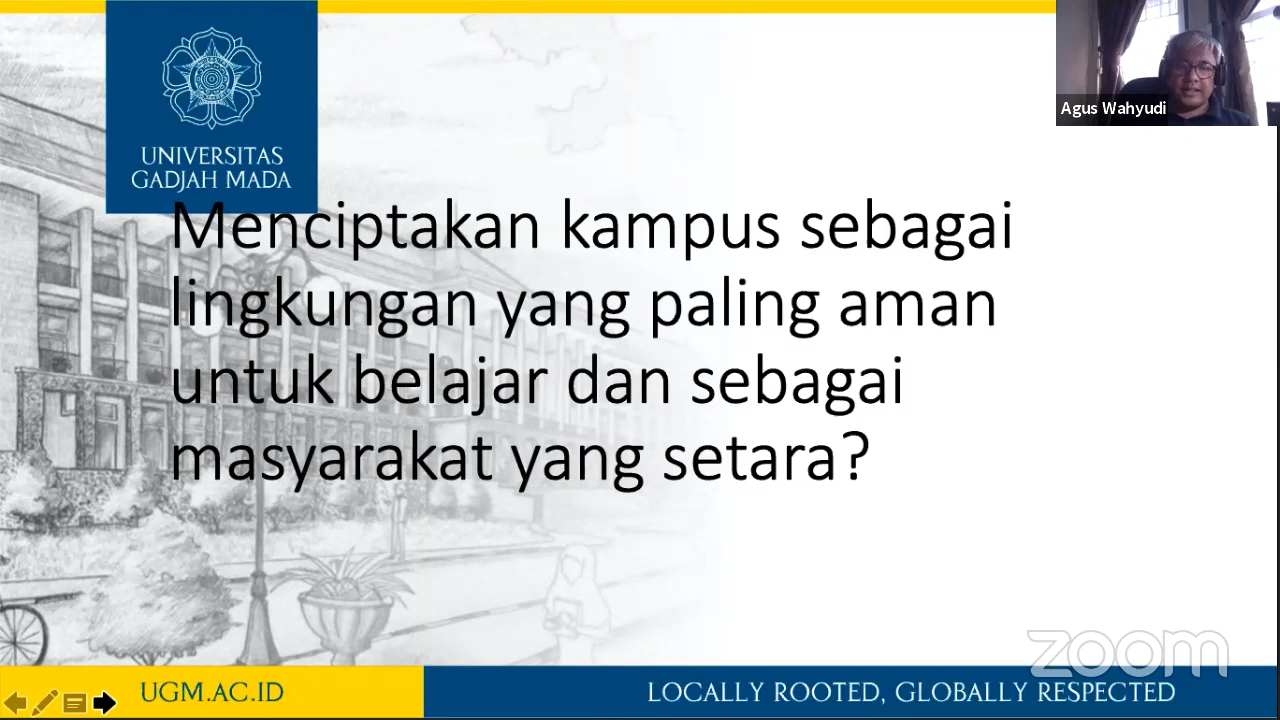 UNIVERSITAS
GADJAH MADA
Agus Wahyudi
Menciptakan kampus sebagai
lingkungan yang paling aman
untuk belajar dan sebagai
masyarakat yang setara?
zoom
UGM.AC.ID
LOCALLY ROOTED, GLOBALLY RESPECTED